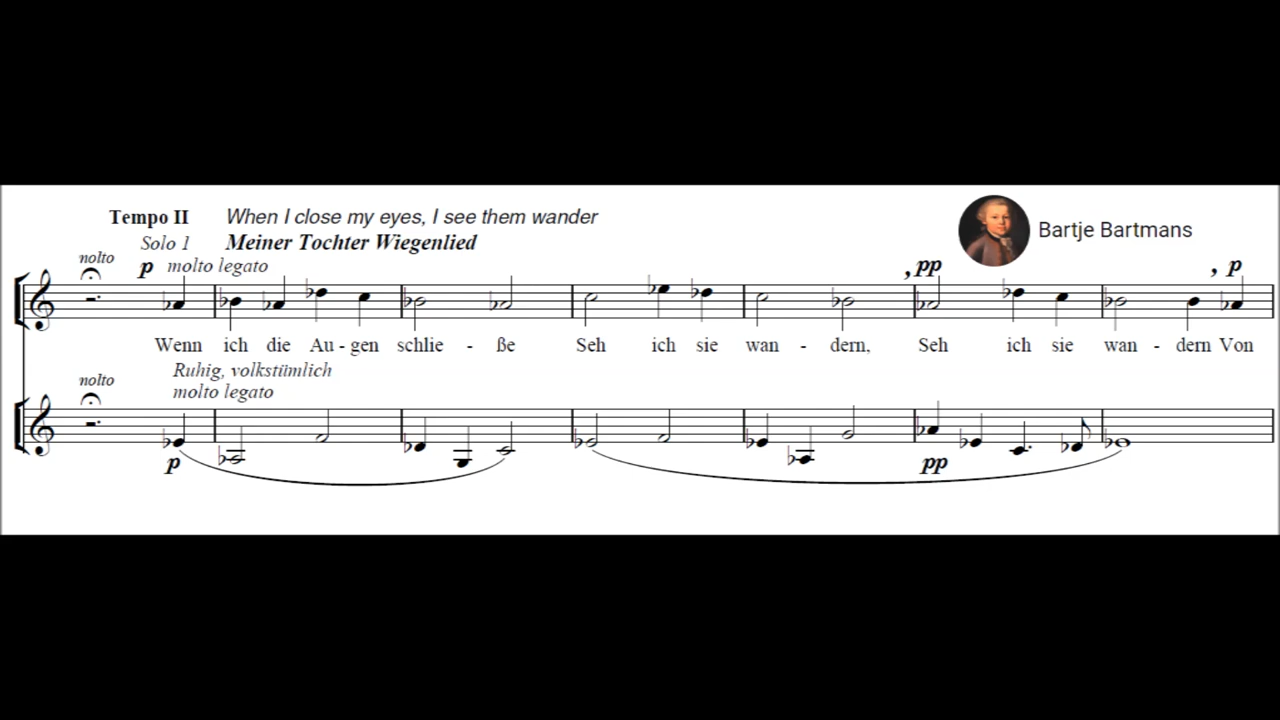 Tempo II When I close my eyes, I see them wander
Solo 1 Meiner Tochter Wiegenlied
Bartje Bartmans
nolto p molto legato , pp , p
Wenn ich die Au - gen schlie - ße Seh ich sie wan - dern, Seh ich sie wan - dern Von
Ruhig, volkstümlich
nolto molto legato
p pp